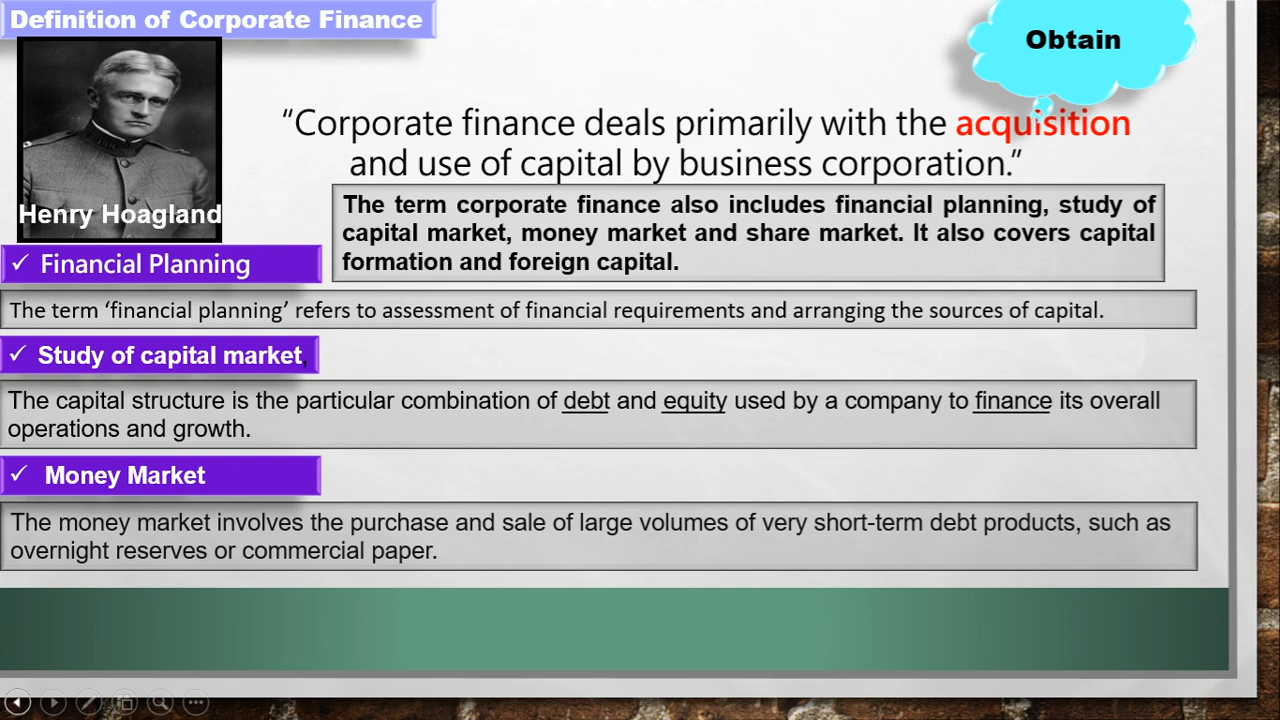 Definition of Corporate Finance
Obtain
“Corporate finance deals primarily with the acquisition
and use of capital by business corporation.”
Henry Hoagland
The term corporate finance also includes financial planning, study of
capital market, money market and share market. It also covers capital
formation and foreign capital.
✓ Financial Planning
The term ‘financial planning’ refers to assessment of financial requirements and arranging the sources of capital.
✓ Study of capital market,
The capital structure is the particular combination of debt and equity used by a company to finance its overall
operations and growth.
✓ Money Market
The money market involves the purchase and sale of large volumes of very short-term debt products, such as
overnight reserves or commercial paper.